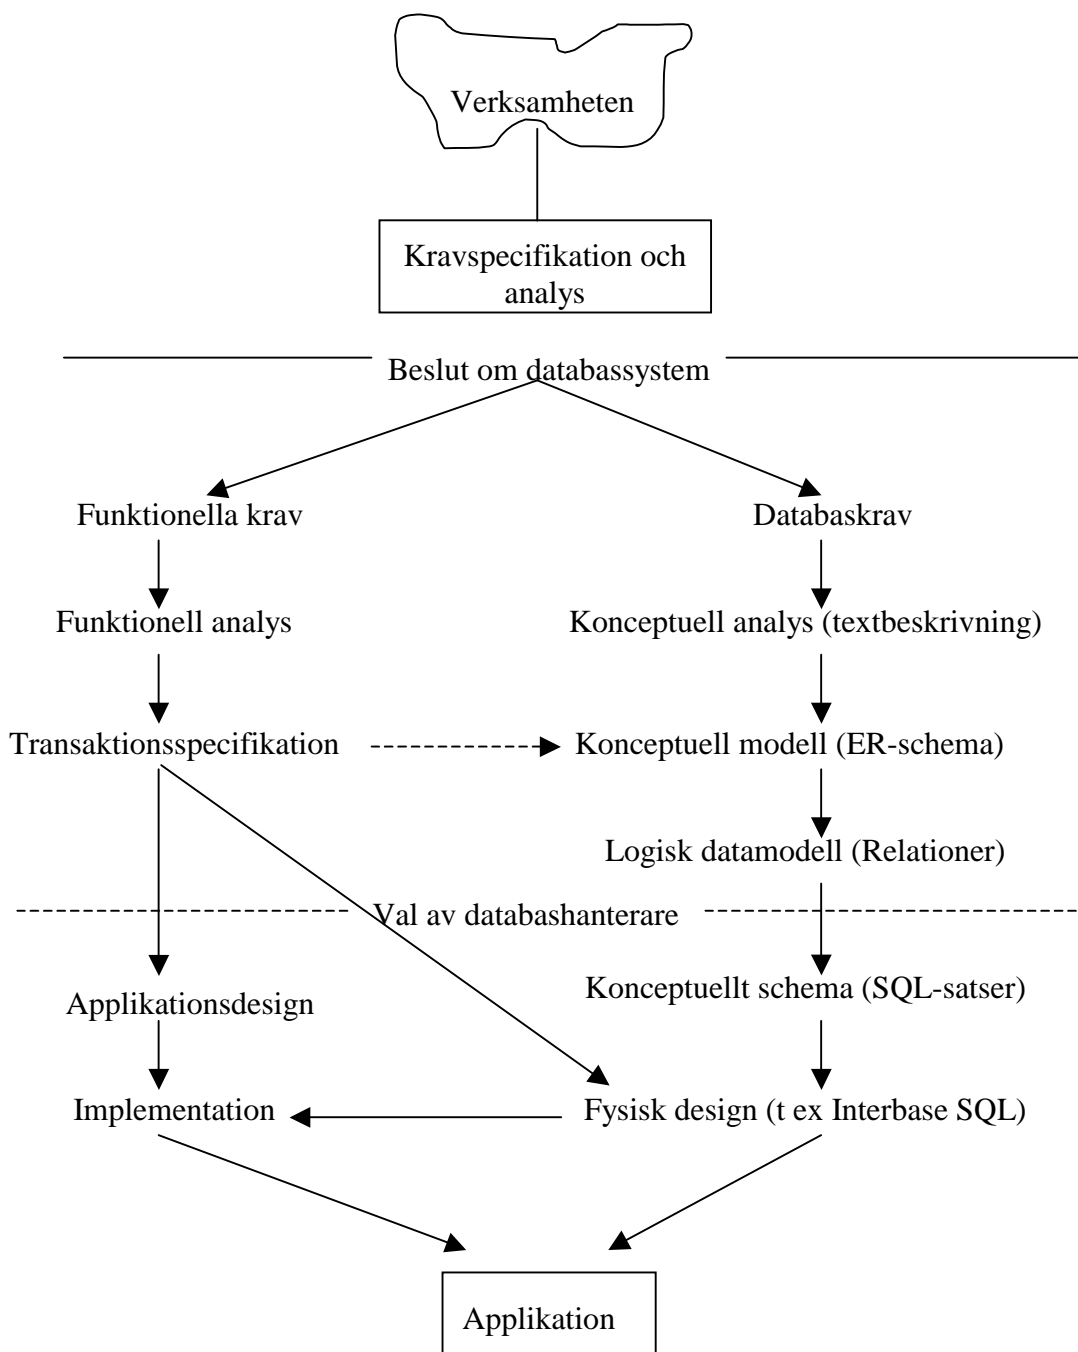 Verksamheten
Kravspecifikation och
analys
Beslut om databassystem
Funktionella krav
Databaskrav
Funktionell analys
Konceptuell analys (textbeskrivning)
Transaktionsspecifikation
Konceptuell modell (ER-schema)
Logisk datamodell (Relationer)
Val av databashanterare
Konceptuellt schema (SQL-satser)
Applikationsdesign
Implementation
Fysisk design (t ex Interbase SQL)
Applikation